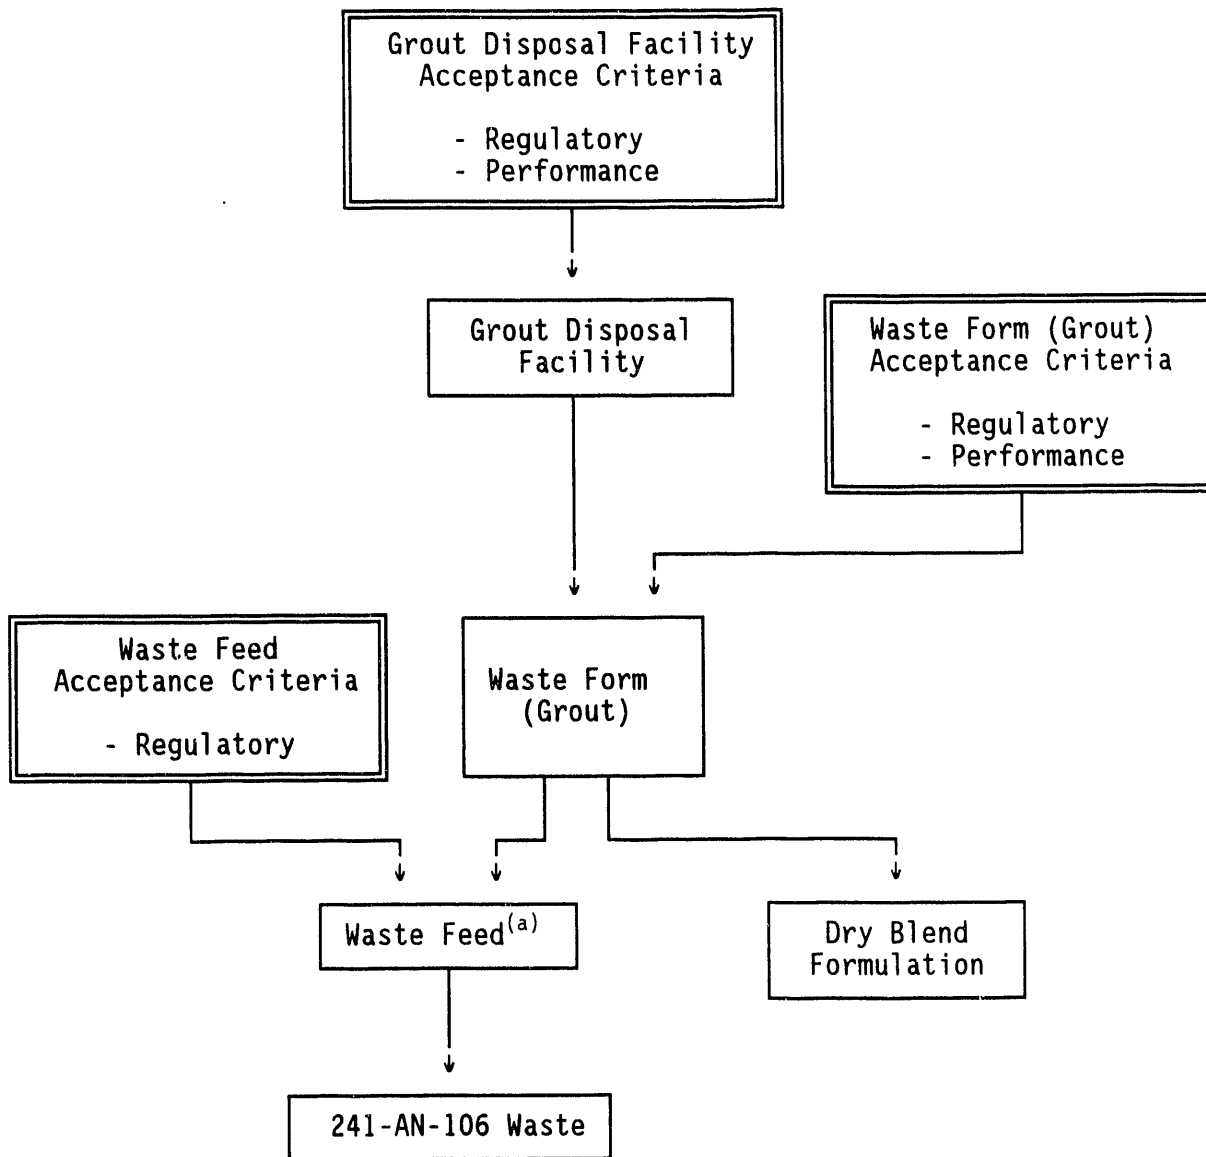 Grout Disposal Facility
Acceptance Criteria
- Regulatory
- Performance
Grout Disposal
Facility
Waste Form (Grout)
Acceptance Criteria
- Regulatory
- Performance
Waste Feed
Acceptance Criteria
- Regulatory
Waste Form
(Grout)
Waste Feed(a)
Dry Blend
Formulation
241-AN-106 Waste